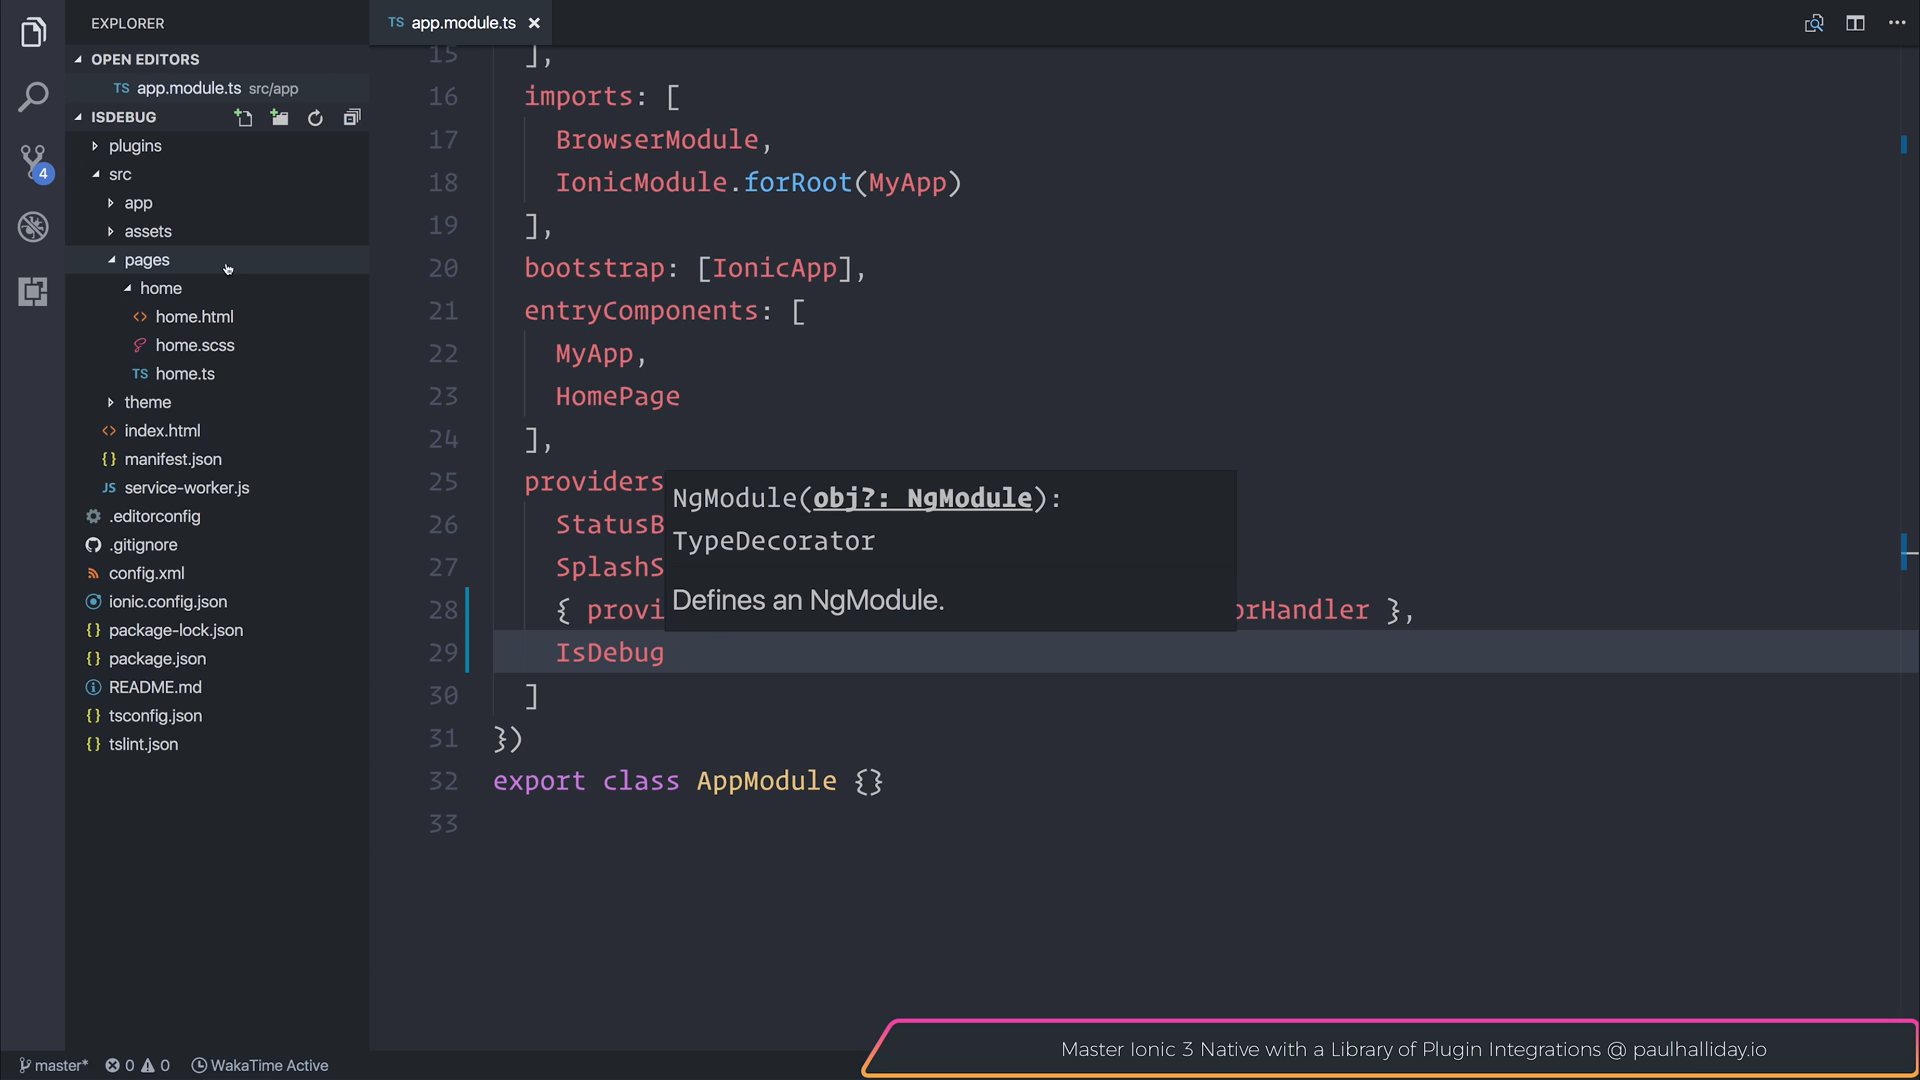 EXPLORER
OPEN EDITORS
TS app.module.ts src/app
ISDEBUG
plugins
src
app
assets
pages
home
<> home.html
home.scss
TS home.ts
theme
<> index.html
{} manifest.json
JS service-worker.js
.editorconfig
.gitignore
config.xml
ionic.config.json
{} package-lock.json
{} package.json
README.md
{} tsconfig.json
{} tslint.json
4
TS app.module.ts ×
15 ],
16 imports: [
17 BrowserModule,
18 IonicModule.forRoot(MyApp)
19 ],
20 bootstrap: [IonicApp],
21 entryComponents: [
22 MyApp,
23 HomePage
24 ],
25 providers
26 StatusB
27 SplashS
28 { provi orHandler },
29 IsDebug
30 ]
31 })
32 export class AppModule {}
33
NgModule(obj?: NgModule):
TypeDecorator
Defines an NgModule.
master* 0 0 WakaTime Active
Master Ionic 3 Native with a Library of Plugin Integrations @ paulhalliday.io